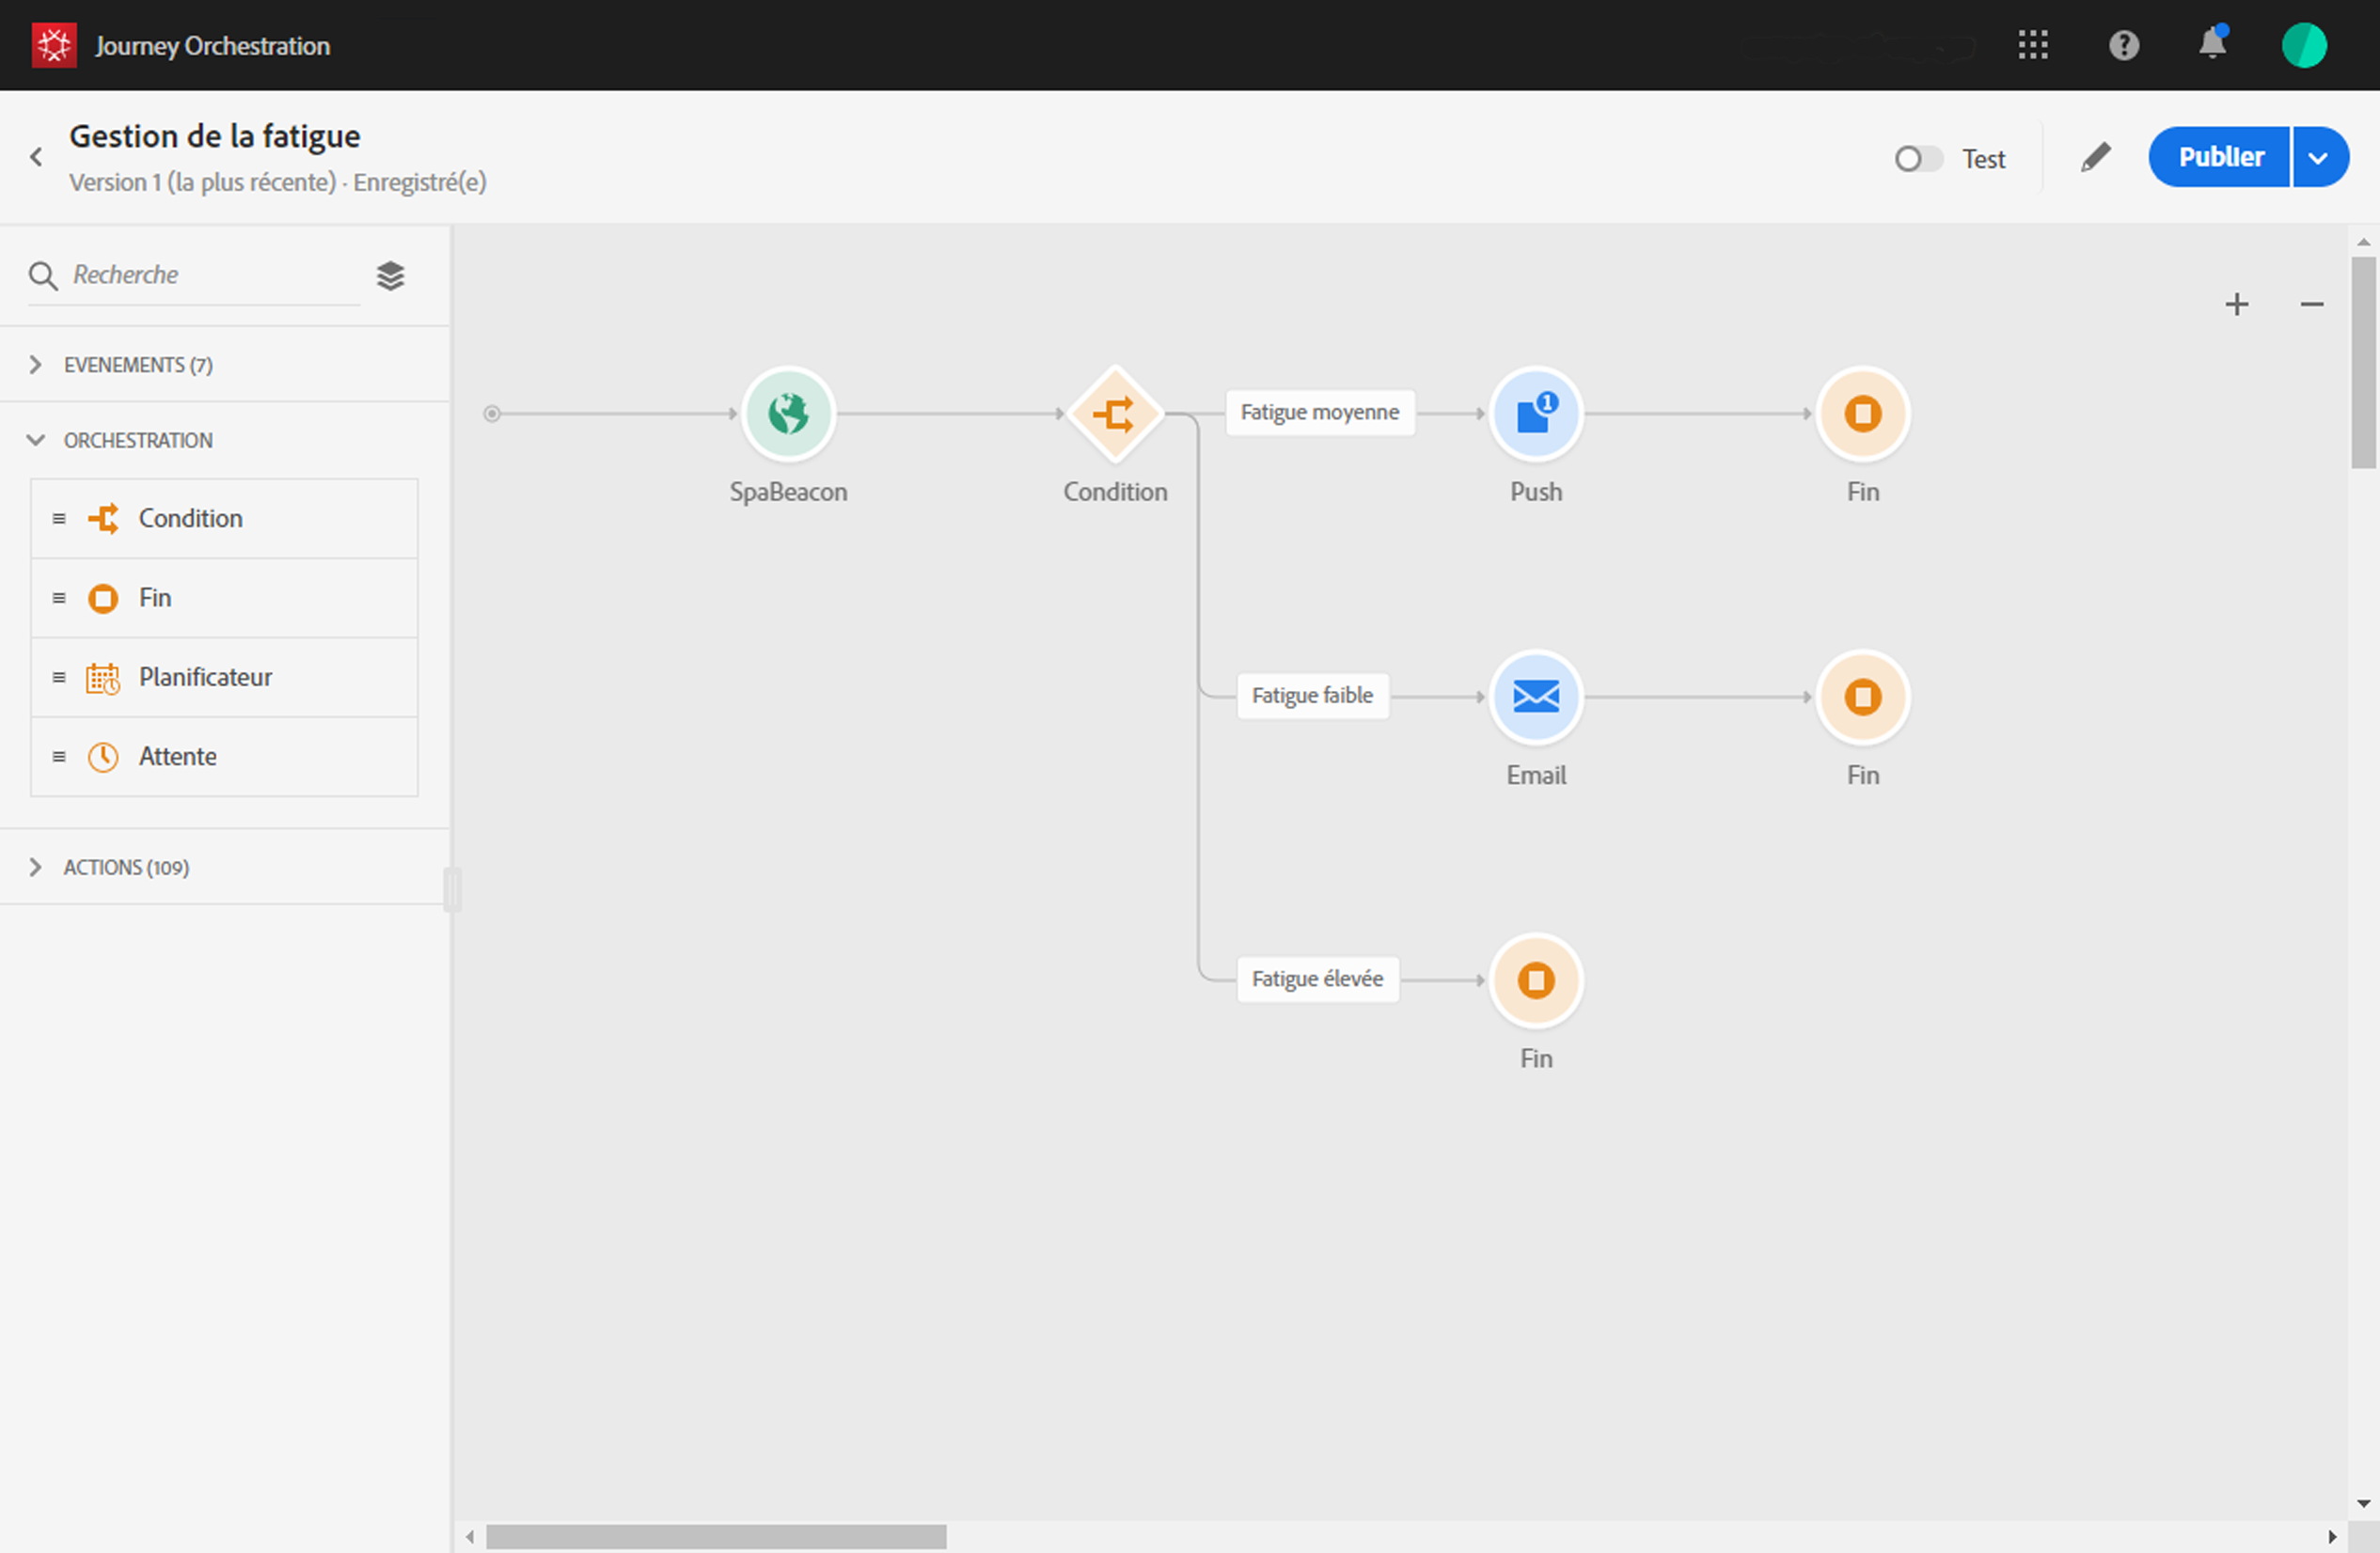 Journey Orchestration
Gestion de la fatigue
Version 1 (la plus récente) · Enregistré(e)
Test
Publier
Recherche
EVENEMENTS (7)
ORCHESTRATION
Condition
Fin
Planificateur
Attente
ACTIONS (109)
SpaBeacon
Condition
Fatigue moyenne
1
Push
Fin
Fatigue faible
Email
Fin
Fatigue élevée
Fin